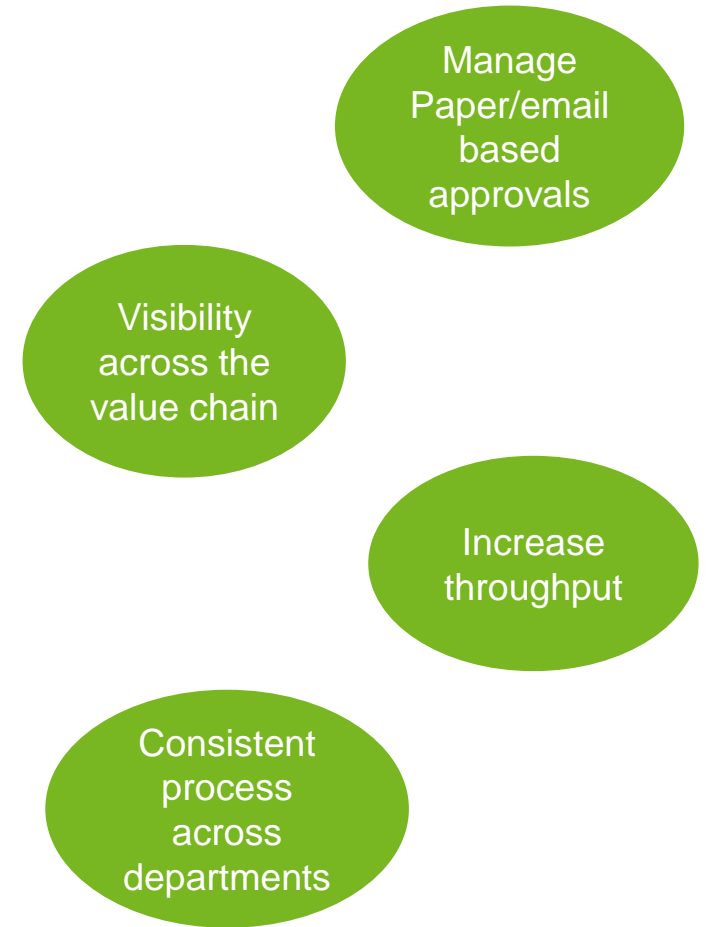 Manage
Paper/email
based
approvals
Visibility
across the
value chain
Increase
throughput
Consistent
process
across
departments